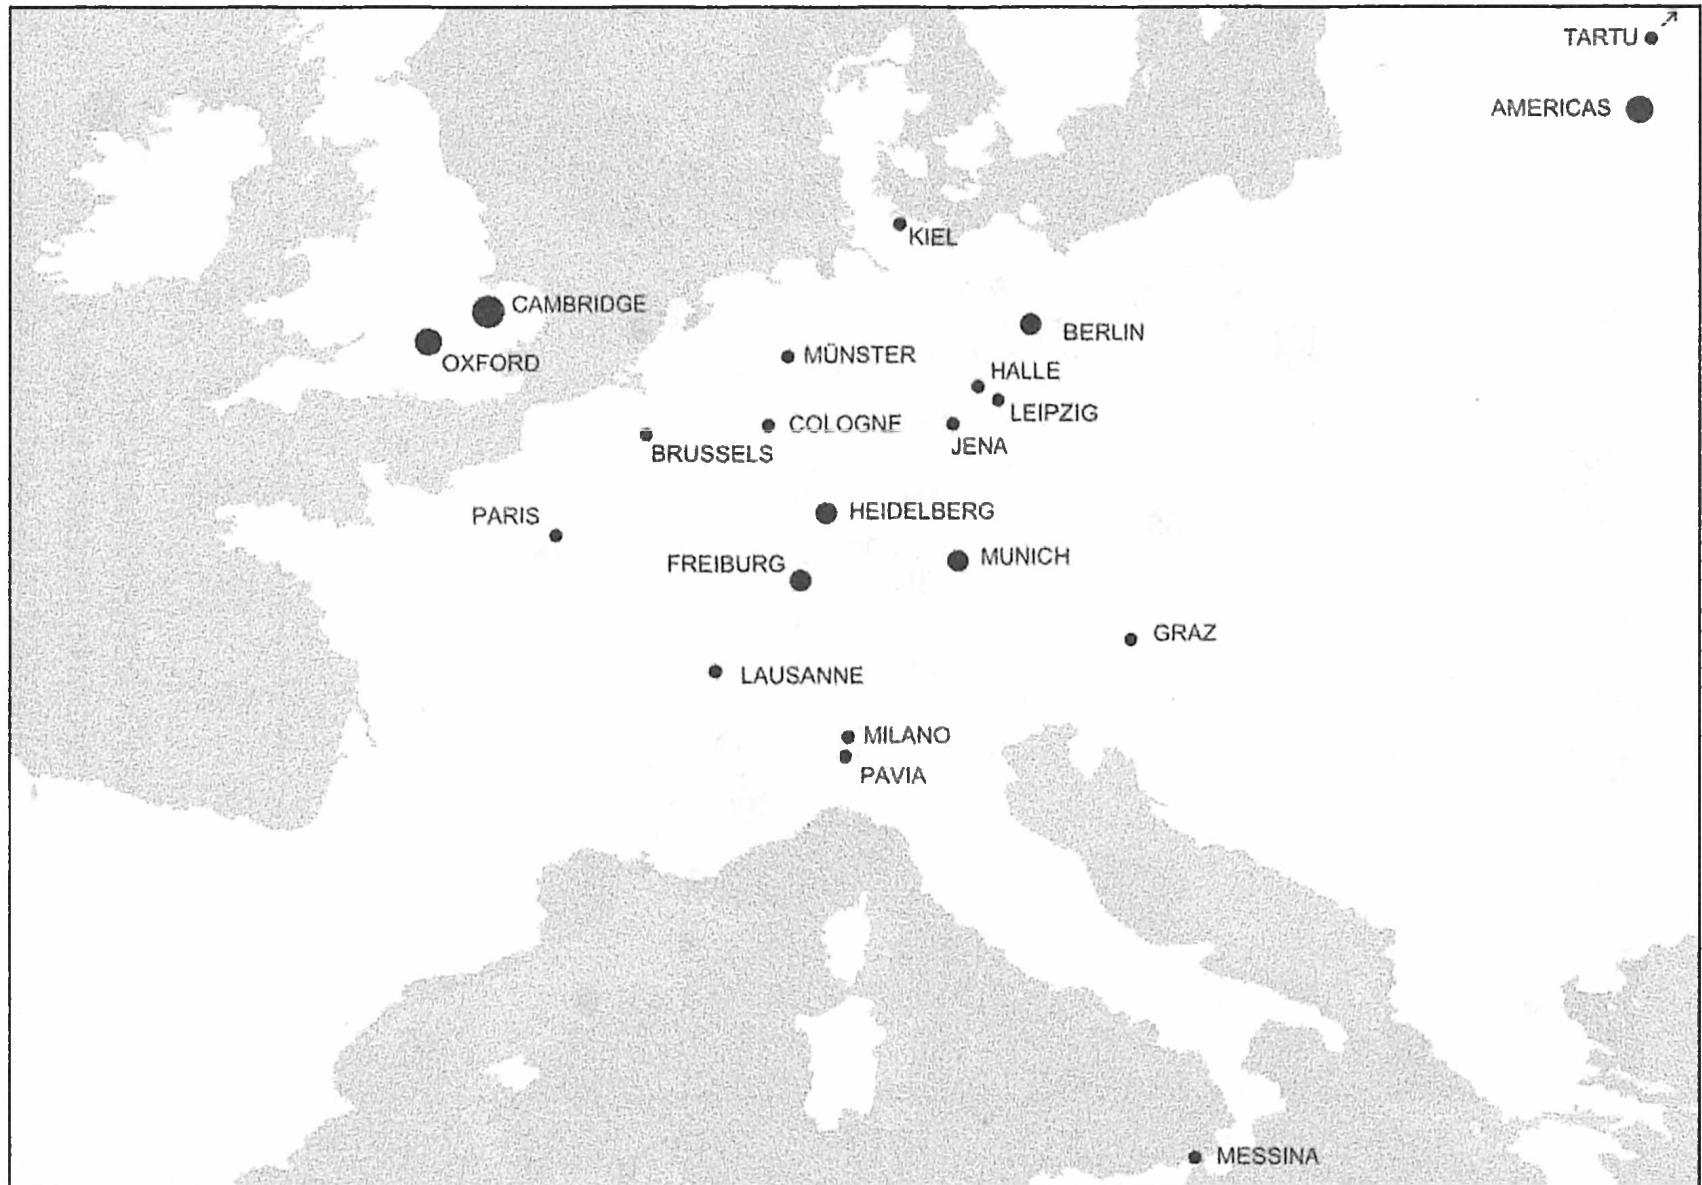 TARTU
AMERICAS
KIEL
CAMBRIDGE
BERLIN
OXFORD
MÜNSTER
HALLE
LEIPZIG
COLOGNE
JENA
BRUSSELS
PARIS
HEIDELBERG
FREIBURG
MUNICH
GRAZ
LAUSANNE
MILANO
PAVIA
MESSINA